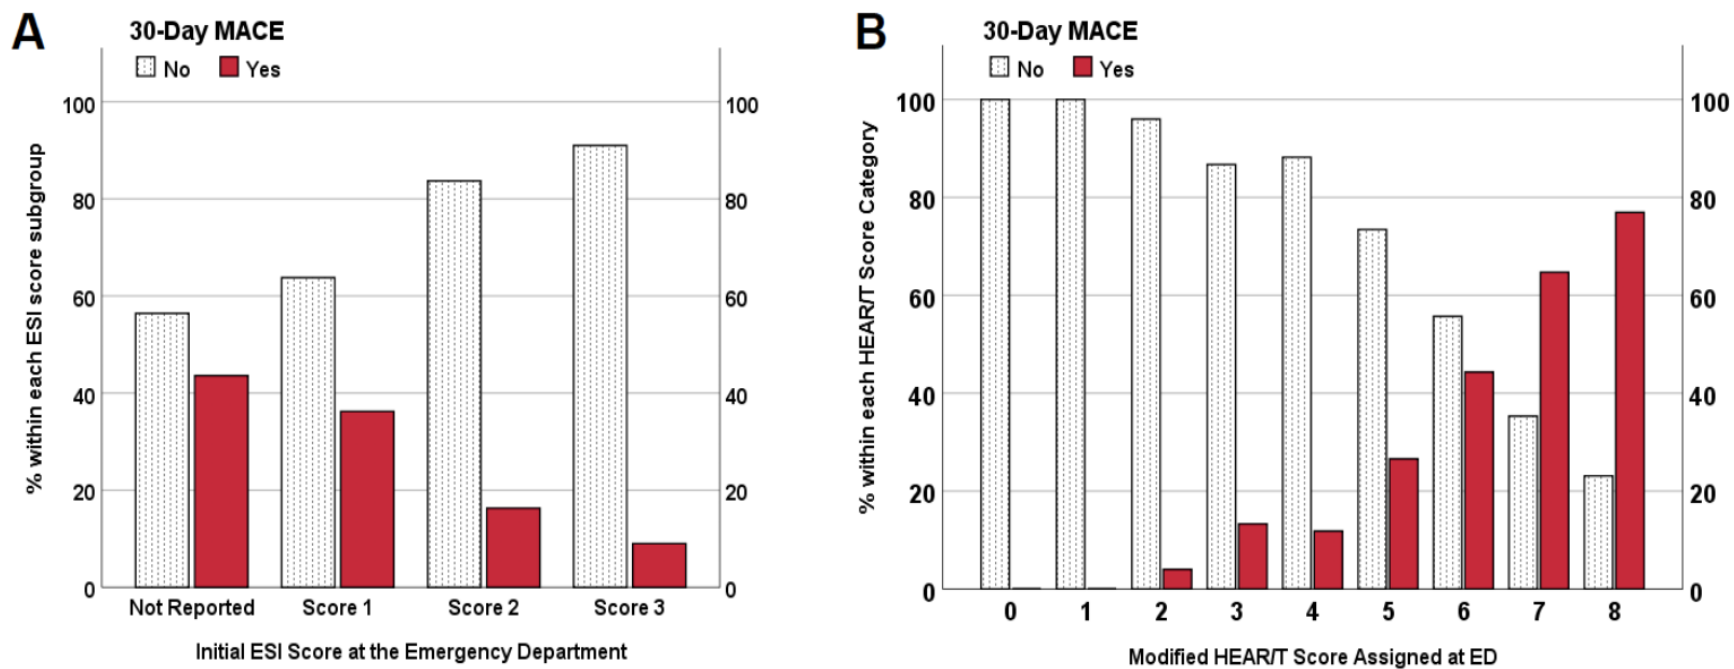 A
30-Day MACE
No Yes
% within each ESI score subgroup
100 100
80 80
60 60
40 40
20 20
0 0
Not Reported Score 1 Score 2 Score 3
Initial ESI Score at the Emergency Department
B
30-Day MACE
No Yes
% within each HEAR/T Score Category
100 100
80 80
60 60
40 40
20 20
0 0
0 1 2 3 4 5 6 7 8
Modified HEAR/T Score Assigned at ED